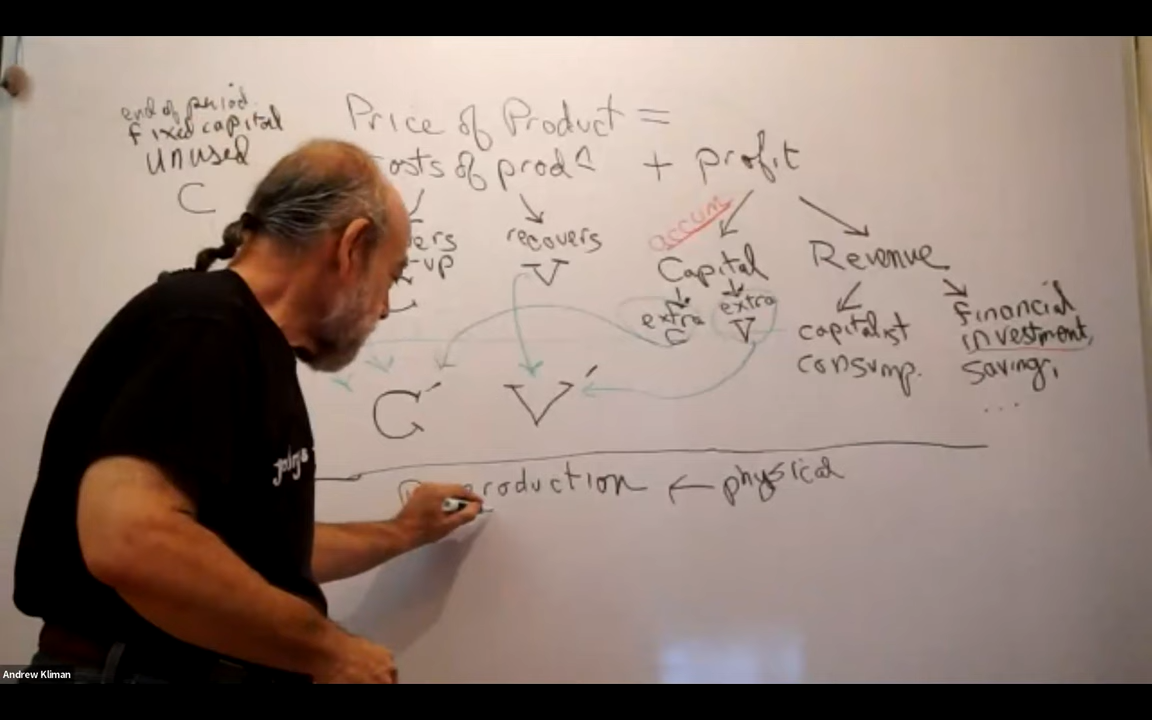 end of period
fixed capital
unused
C
Price of Product =
osts of prod^n + profit
accum
ers
-up
recovers
V
Capital
extra
C
extra
V
Revenue
capitalist
consump.
financial
investment,
saving,
...
C'
V'
roduction ← physical
Andrew Kliman